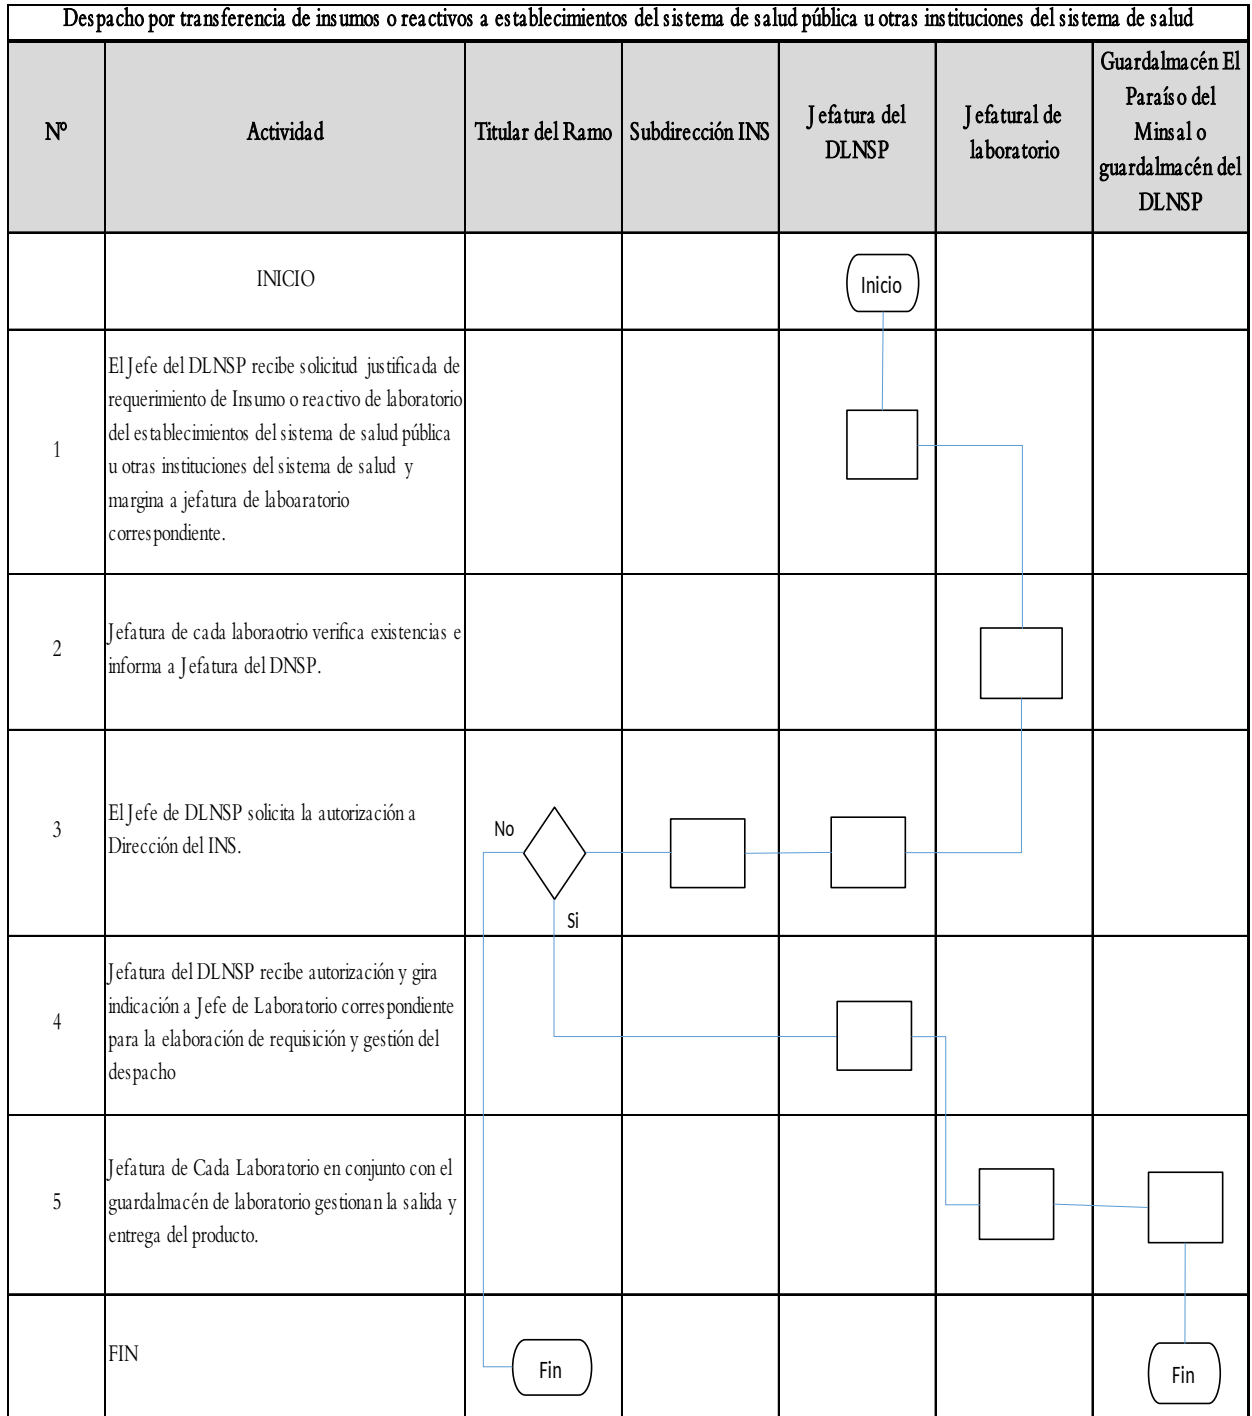 Despacho por transferencia de insumos o reactivos a establecimientos del sistema de salud pública u otras instituciones del sistema de salud
Nº
Actividad
Titular del Ramo
Subdirección INS
Jefatura del
DLNSP
Jefatural de
laboratorio
Guardalmacén El
Paraíso del
Minsal o
guardalmacén del
DLNSP
INICIO
Inicio
1
El Jefe del DLNSP recibe solicitud justificada de
requerimiento de Insumo o reactivo de laboratorio
del establecimientos del sistema de salud pública
u otras instituciones del sistema de salud y
margina a jefatura de laboaratorio
correspondiente.
2
Jefatura de cada laboraotrio verifica existencias e
informa a Jefatura del DNSP.
3
El Jefe de DLNSP solicita la autorización a
Dirección del INS.
No
Si
4
Jefatura del DLNSP recibe autorización y gira
indicación a Jefe de Laboratorio correspondiente
para la elaboración de requisición y gestión del
despacho
5
Jefatura de Cada Laboratorio en conjunto con el
guardalmacén de laboratorio gestionan la salida y
entrega del producto.
FIN
Fin
Fin